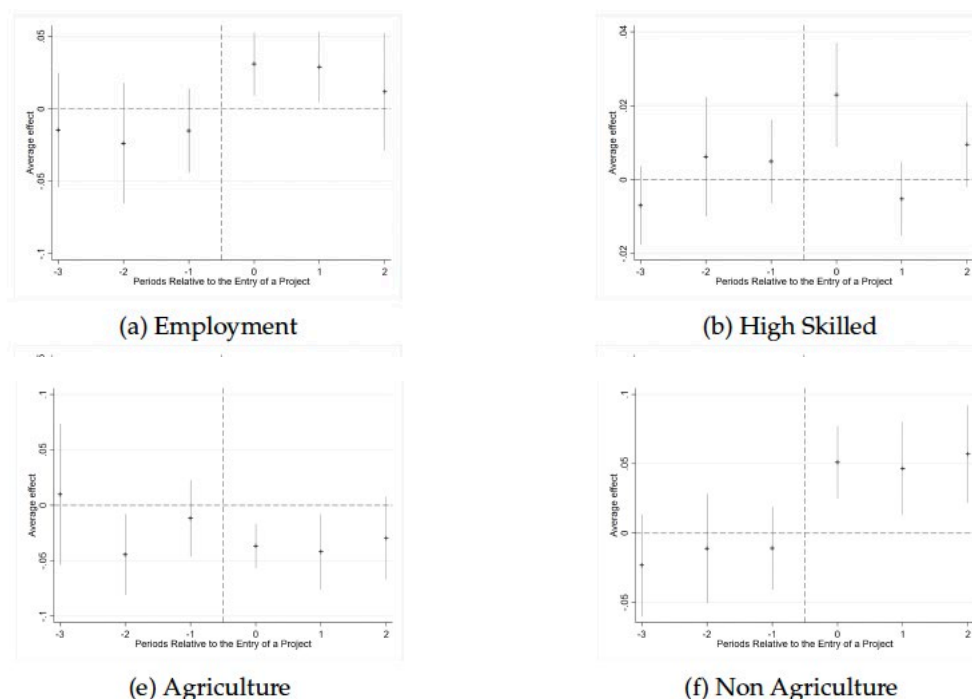 .05
0
-.05
-.1
Average effect
-3 -2 -1 0 1 2
Periods Relative to the Entry of a Project
(a) Employment
.04
.02
0
-.02
Average effect
-3 -2 -1 0 1 2
Periods Relative to the Entry of a Project
(b) High Skilled
.1
.05
0
-.05
-.1
Average effect
-3 -2 -1 0 1 2
Periods Relative to the Entry of a Project
(e) Agriculture
.1
.05
0
-.05
Average effect
-3 -2 -1 0 1 2
Periods Relative to the Entry of a Project
(f) Non Agriculture